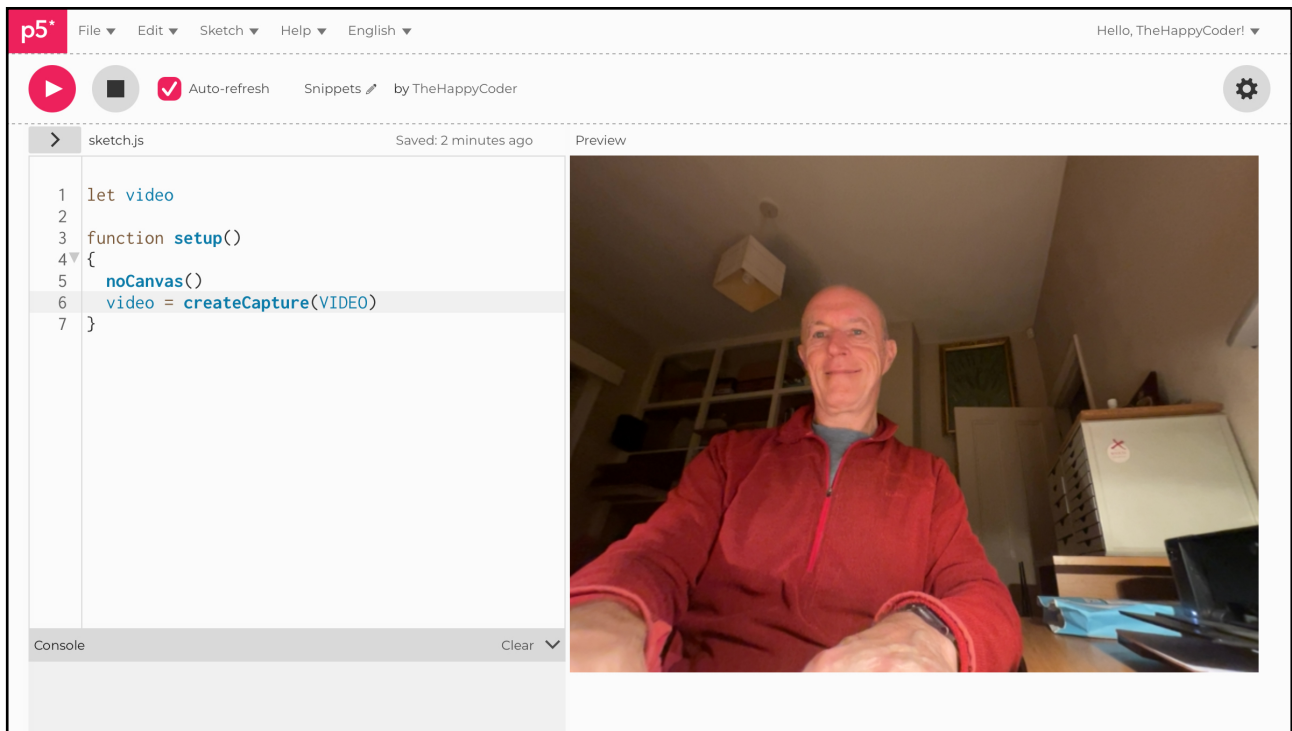 p5* File Edit Sketch Help English Hello, TheHappyCoder!
Auto-refresh Snippets by TheHappyCoder
sketch.js Saved: 2 minutes ago Preview
1 let video
2
3 function setup()
4 {
5 noCanvas()
6 video = createCapture(VIDEO)
7 }
Console Clear